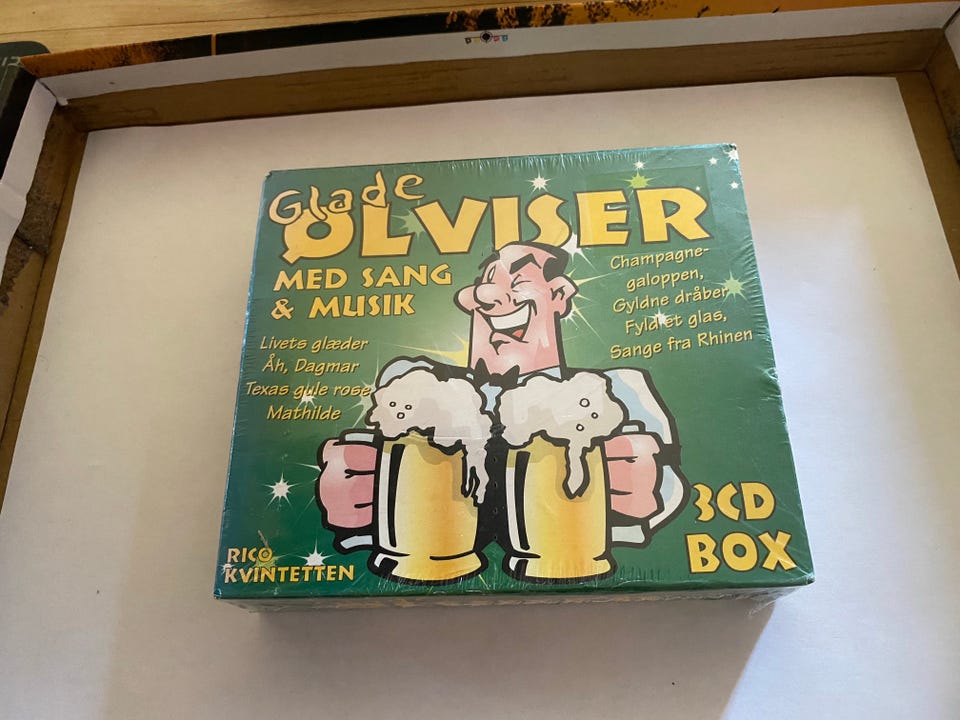 Glade
ØLVISER
MED SANG
& MUSIK
Livets glæder
Åh, Dagmar
Texas gule rose
Mathilde
Champagne-
galoppen,
Gyldne dråber
Fyld et glas,
Sange fra Rhinen
3CD
BOX
RICO
KVINTETTEN